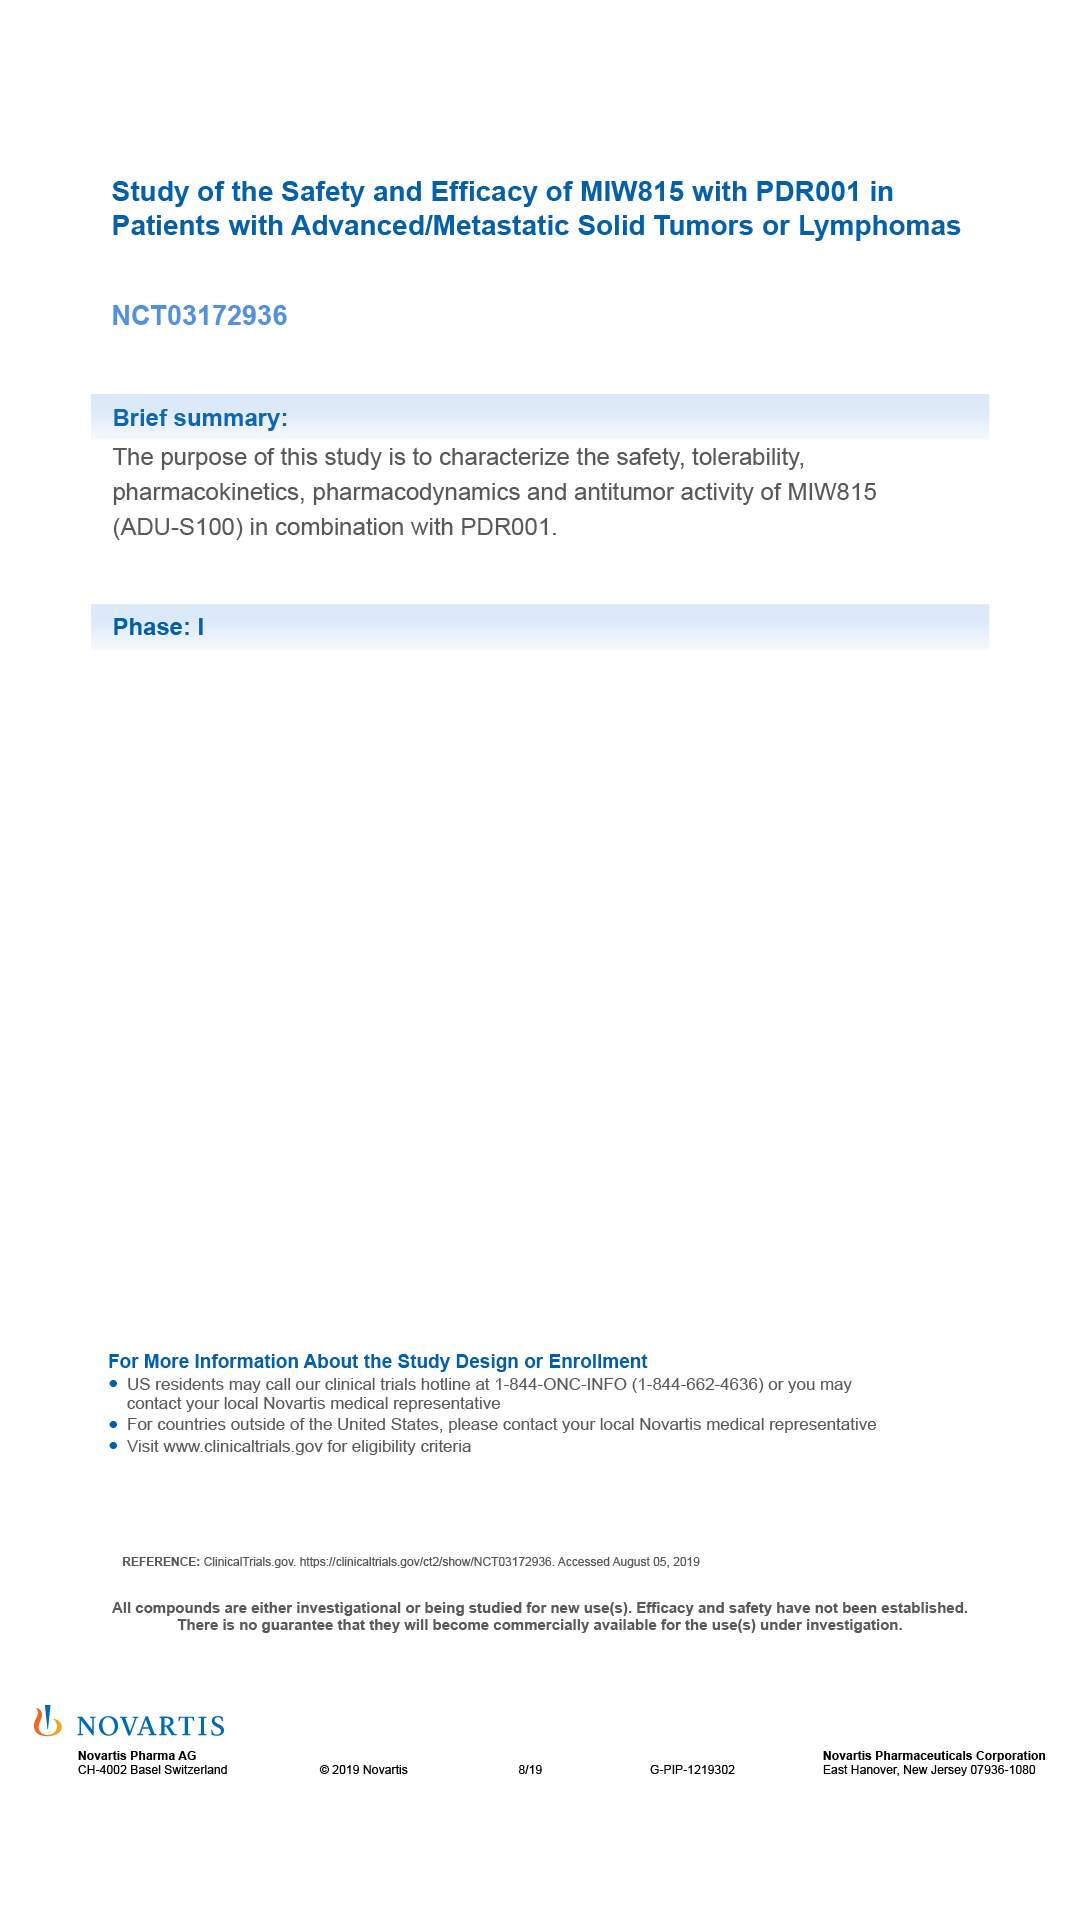 Study of the Safety and Efficacy of MIW815 with PDR001 in
Patients with Advanced/Metastatic Solid Tumors or Lymphomas
NCT03172936
Brief summary:
The purpose of this study is to characterize the safety, tolerability,
pharmacokinetics, pharmacodynamics and antitumor activity of MIW815
(ADU-S100) in combination with PDR001.
Phase: I
For More Information About the Study Design or Enrollment
• US residents may call our clinical trials hotline at 1-844-ONC-INFO (1-844-662-4636) or you may
contact your local Novartis medical representative
• For countries outside of the United States, please contact your local Novartis medical representative
• Visit www.clinicaltrials.gov for eligibility criteria
REFERENCE: ClinicalTrials.gov. https://clinicaltrials.gov/ct2/show/NCT03172936. Accessed August 05, 2019
All compounds are either investigational or being studied for new use(s). Efficacy and safety have not been established.
There is no guarantee that they will become commercially available for the use(s) under investigation.
NOVARTIS
Novartis Pharma AG
CH-4002 Basel Switzerland
© 2019 Novartis
8/19
G-PIP-1219302
Novartis Pharmaceuticals Corporation
East Hanover, New Jersey 07936-1080